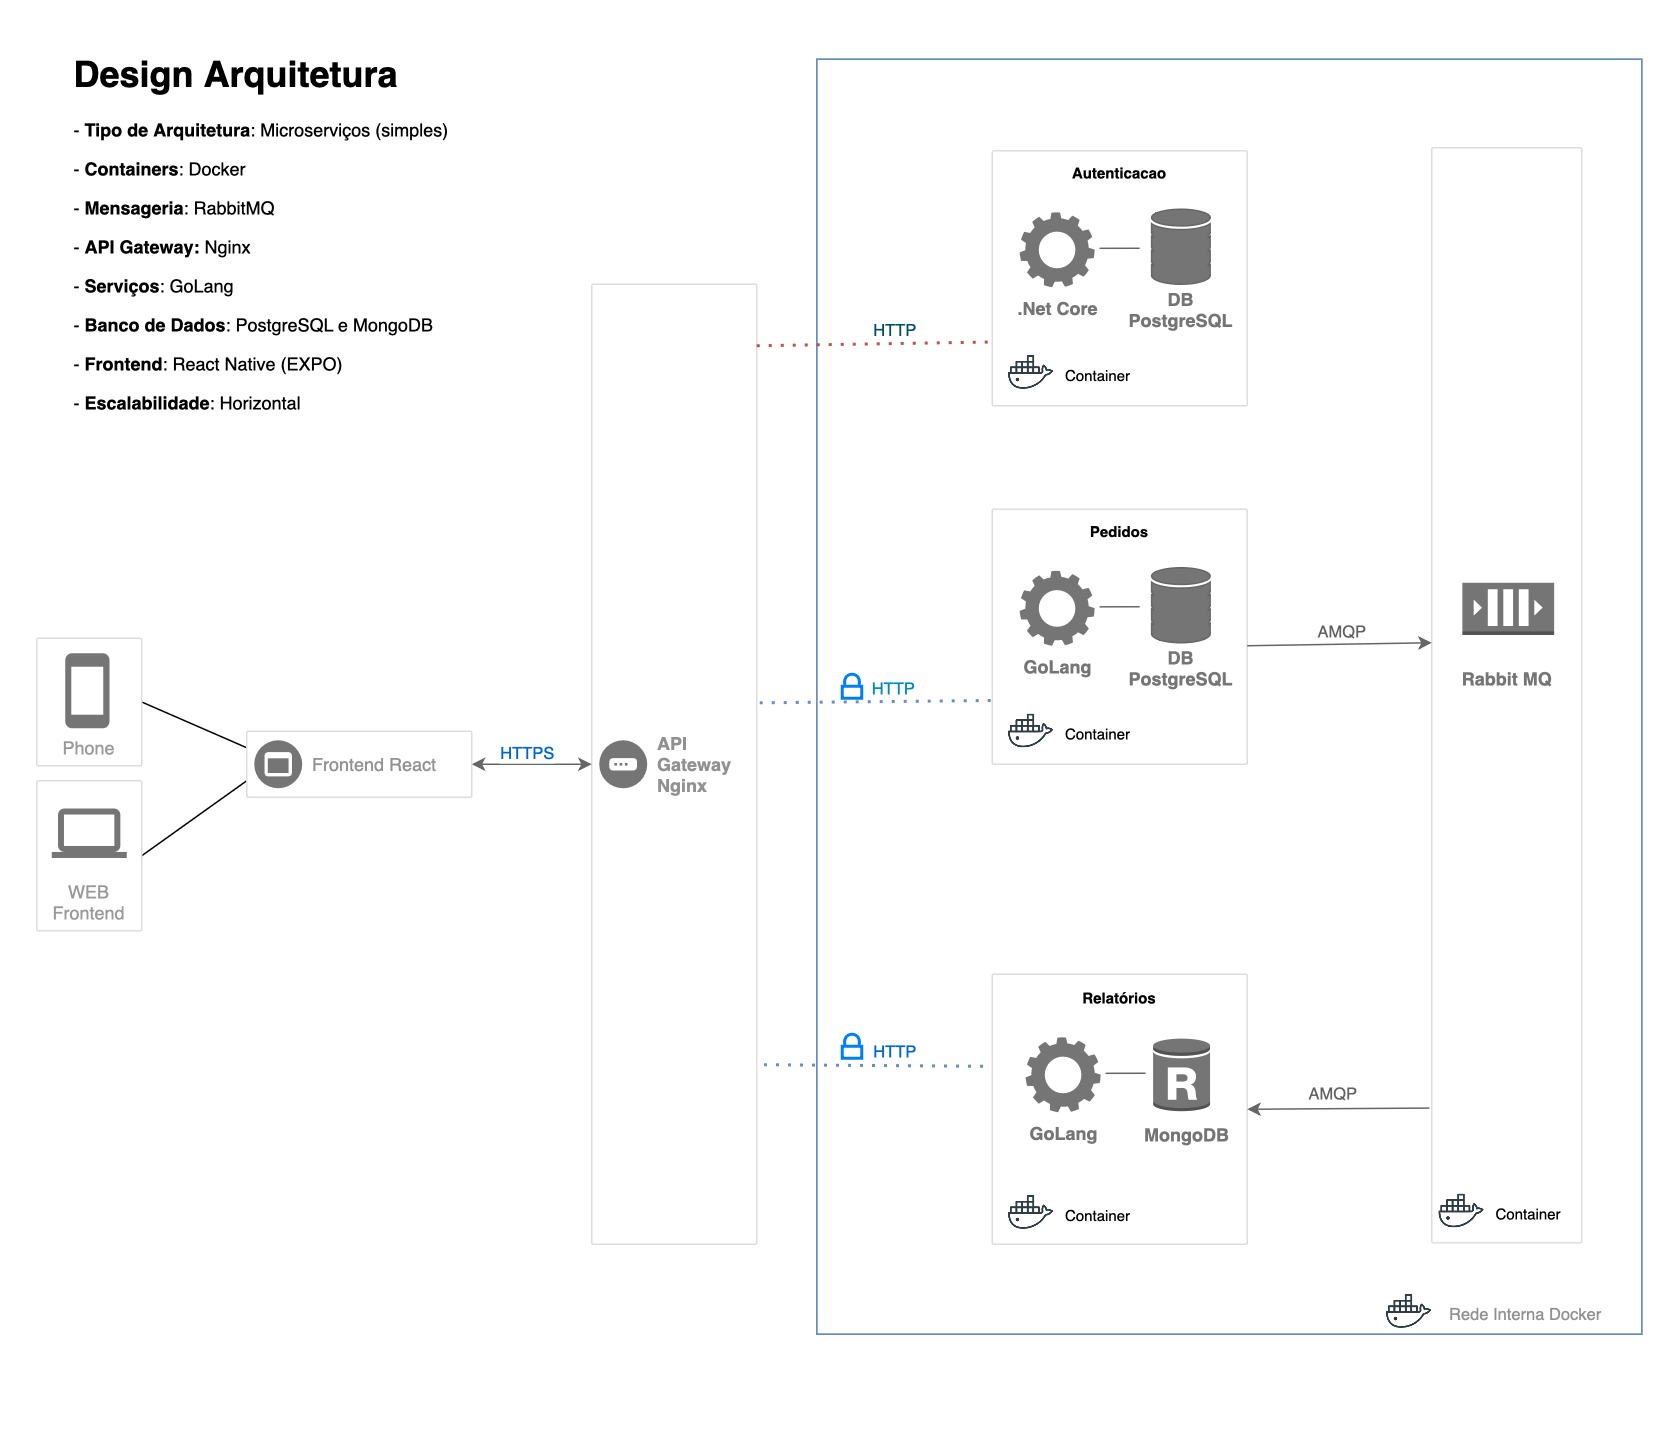 Design Arquitetura
- Tipo de Arquitetura: Microserviços (simples)
- Containers: Docker
- Mensageria: RabbitMQ
- API Gateway: Nginx
- Serviços: GoLang
- Banco de Dados: PostgreSQL e MongoDB
- Frontend: React Native (EXPO)
- Escalabilidade: Horizontal
Phone
WEB
Frontend
Frontend React
HTTPS
API
Gateway
Nginx
HTTP
Autenticacao
.Net Core
DB
PostgreSQL
Container
HTTP
Pedidos
GoLang
DB
PostgreSQL
Container
AMQP
Rabbit MQ
HTTP
Relatórios
GoLang
R
MongoDB
Container
AMQP
Container
Rede Interna Docker